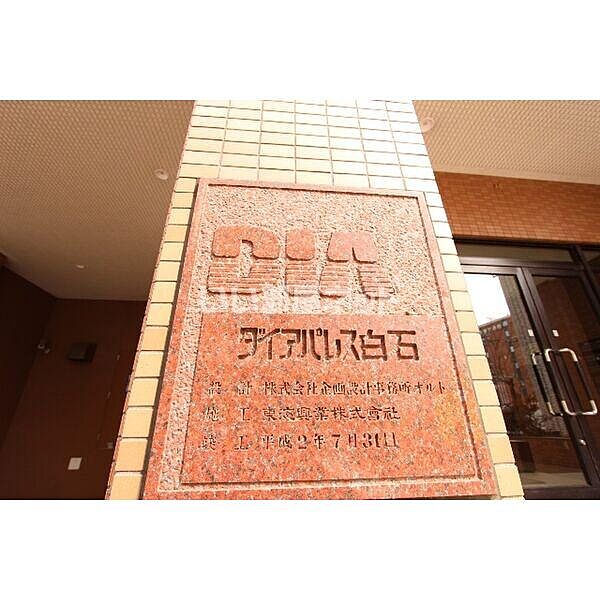 DIA
ダイアパレス白石
設 計 株式会社企画設計事務所オルト
施 工 東海興業株式會社
竣 工 平成2年7月31日